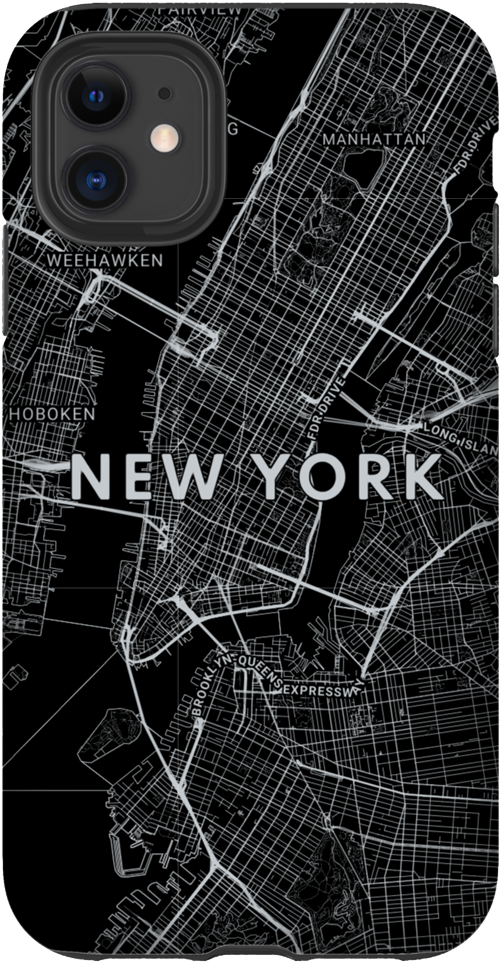 FAIRVIEW
G
MANHATTAN
FDR DRIVE
WEEHAWKEN
HOBOKEN
FDR DRIVE
LONG ISLAN
NEW YORK
BROOKLYN-QUEENS EXPRESSWAY